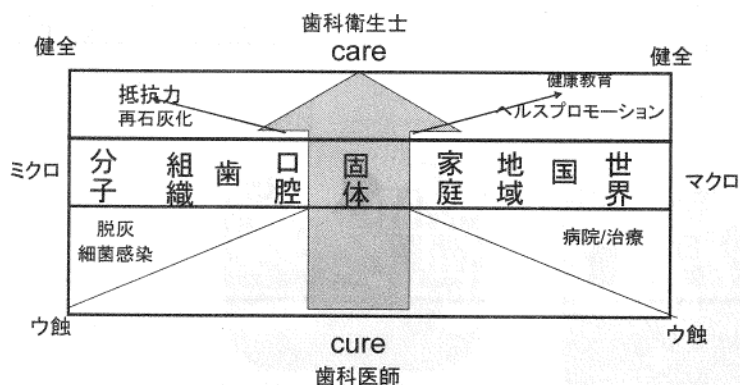 歯科衛生士
care
健全
健全
抵抗力
再石灰化
健康教育
ヘルスプロモーション
ミクロ
分子
組織
歯
口腔
固体
家庭
地域
国
世界
マクロ
脱灰
細菌感染
病院/治療
ウ蝕
ウ蝕
cure
歯科医師